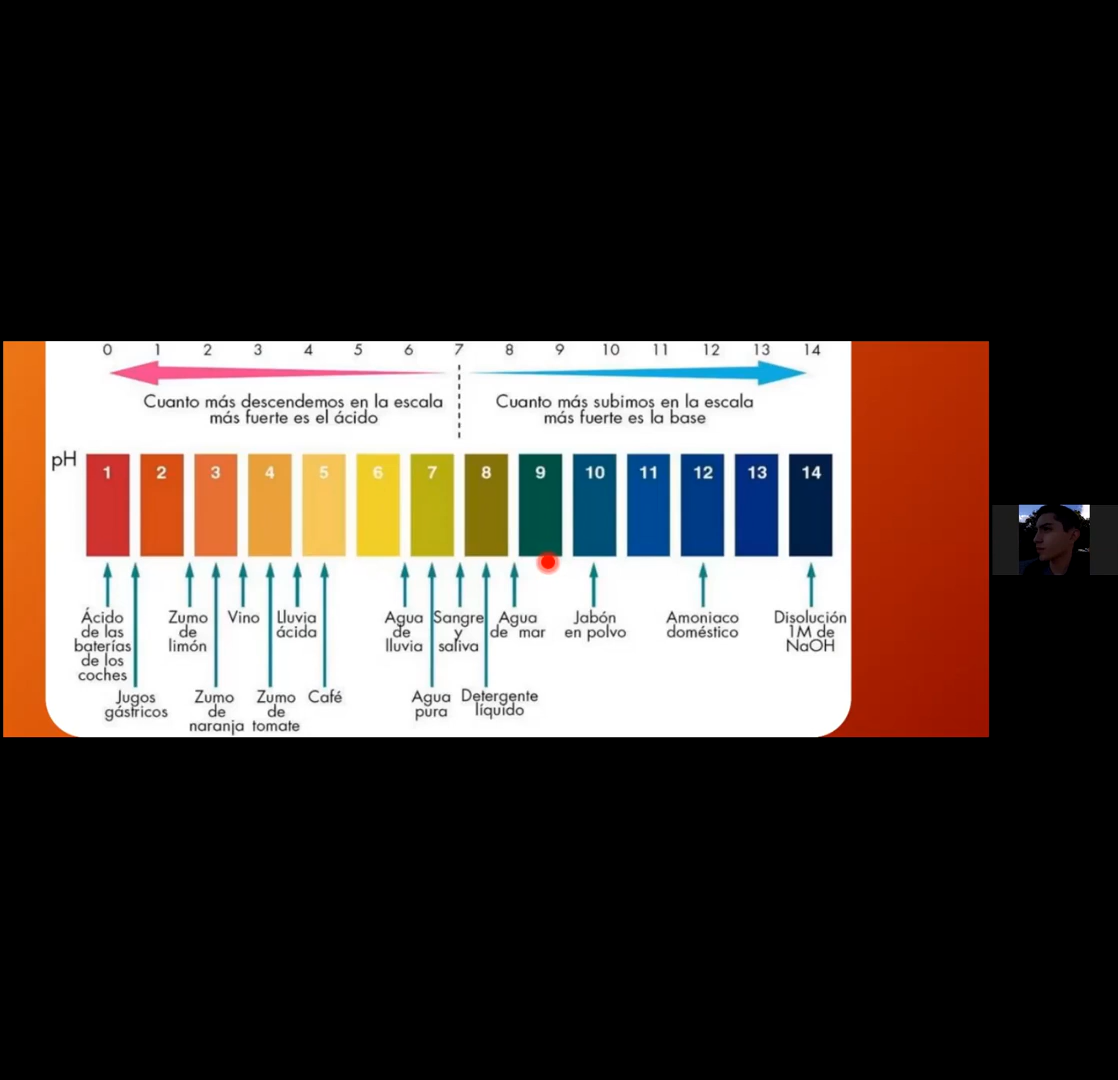 0 1 2 3 4 5 6 7 8 9 10 11 12 13 14
Cuanto más descendemos en la escala
más fuerte es el ácido
Cuanto más subimos en la escala
más fuerte es la base
pH
1 2 3 4 5 6 7 8 9 10 11 12 13 14
Ácido
de las
baterías
de los
coches
Jugos
gástricos
Zumo
de
limón
Zumo
de
naranja
Vino
Zumo
de
tomate
Lluvia
ácida
Café
Agua
de
lluvia
Agua
pura
Sangre
y
saliva
Detergente
líquido
Agua
de mar
Jabón
en polvo
Amoniaco
doméstico
Disolución
1M de
NaOH